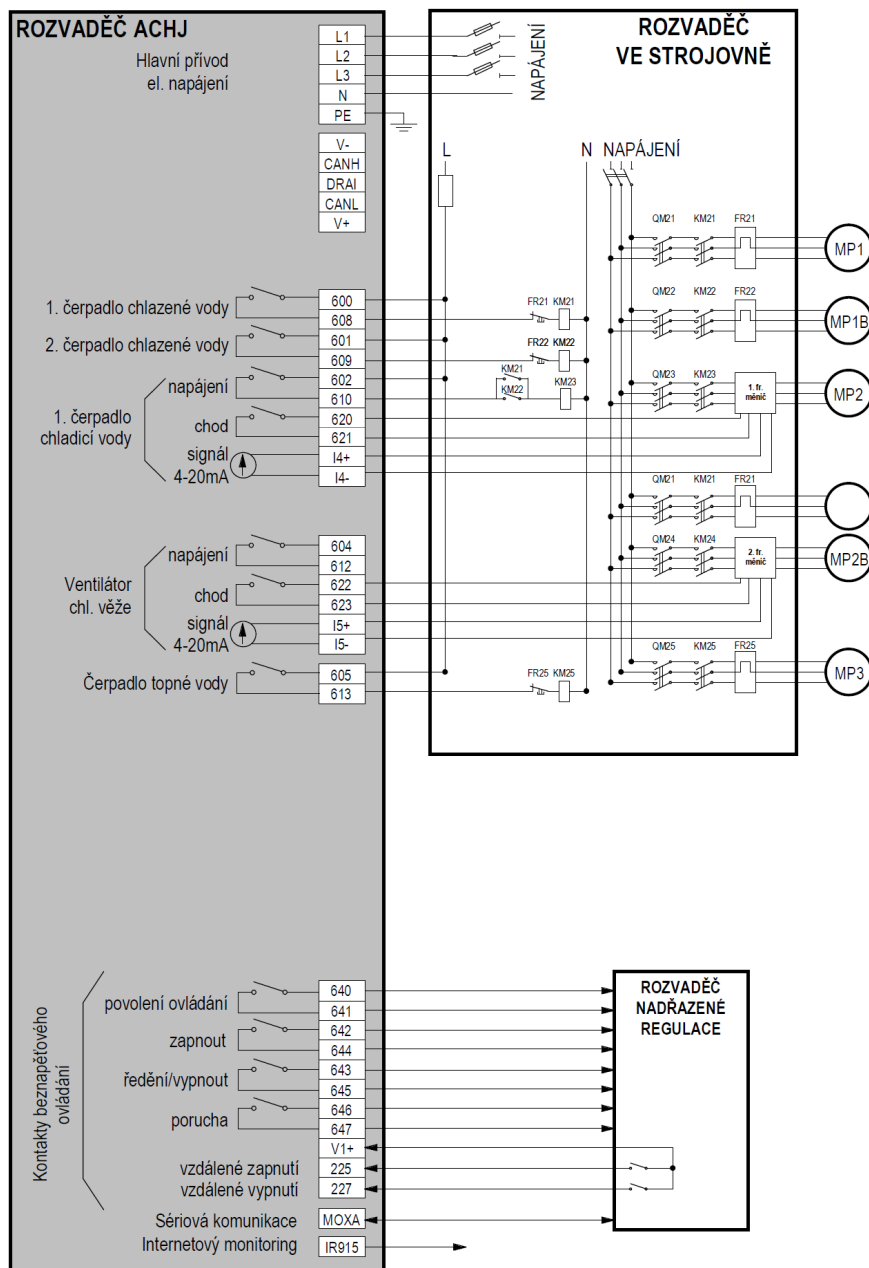 ROZVADĚČ ACHJ
Hlavní přívod
el. napájení
L1
L2
L3
N
PE
V-
CANH
DRAI
CANL
V+
1. čerpadlo chlazené vody
600
608
2. čerpadlo chlazené vody
601
609
1. čerpadlo
chladicí vody
napájení
602
610
chod
620
621
signál
4-20mA
I4+
I4-
Ventilátor
chl. věže
napájení
604
612
chod
622
623
signál
4-20mA
I5+
I5-
Čerpadlo topné vody
605
613
ROZVADĚČ
VE STROJOVNĚ
NAPÁJENÍ
L
N NAPÁJENÍ
QM21 KM21 FR21
MP1
FR21 KM21
QM22 KM22 FR22
MP1B
FR22 KM22
KM21
KM22
KM23
QM23 KM23
1. fr.
měnič
MP2
QM21 KM21 FR21
QM24 KM24
2. fr.
měnič
MP2B
QM25 KM25 FR25
MP3
FR25 KM25
Kontakty beznapěťového
ovládání
povolení ovládání
640
641
zapnout
642
644
ředění/vypnout
643
645
porucha
646
647
V1+
vzdálené zapnutí
225
vzdálené vypnutí
227
Sériová komunikace
MOXA
Internetový monitoring
IR915
ROZVADĚČ
NADŘAZENÉ
REGULACE